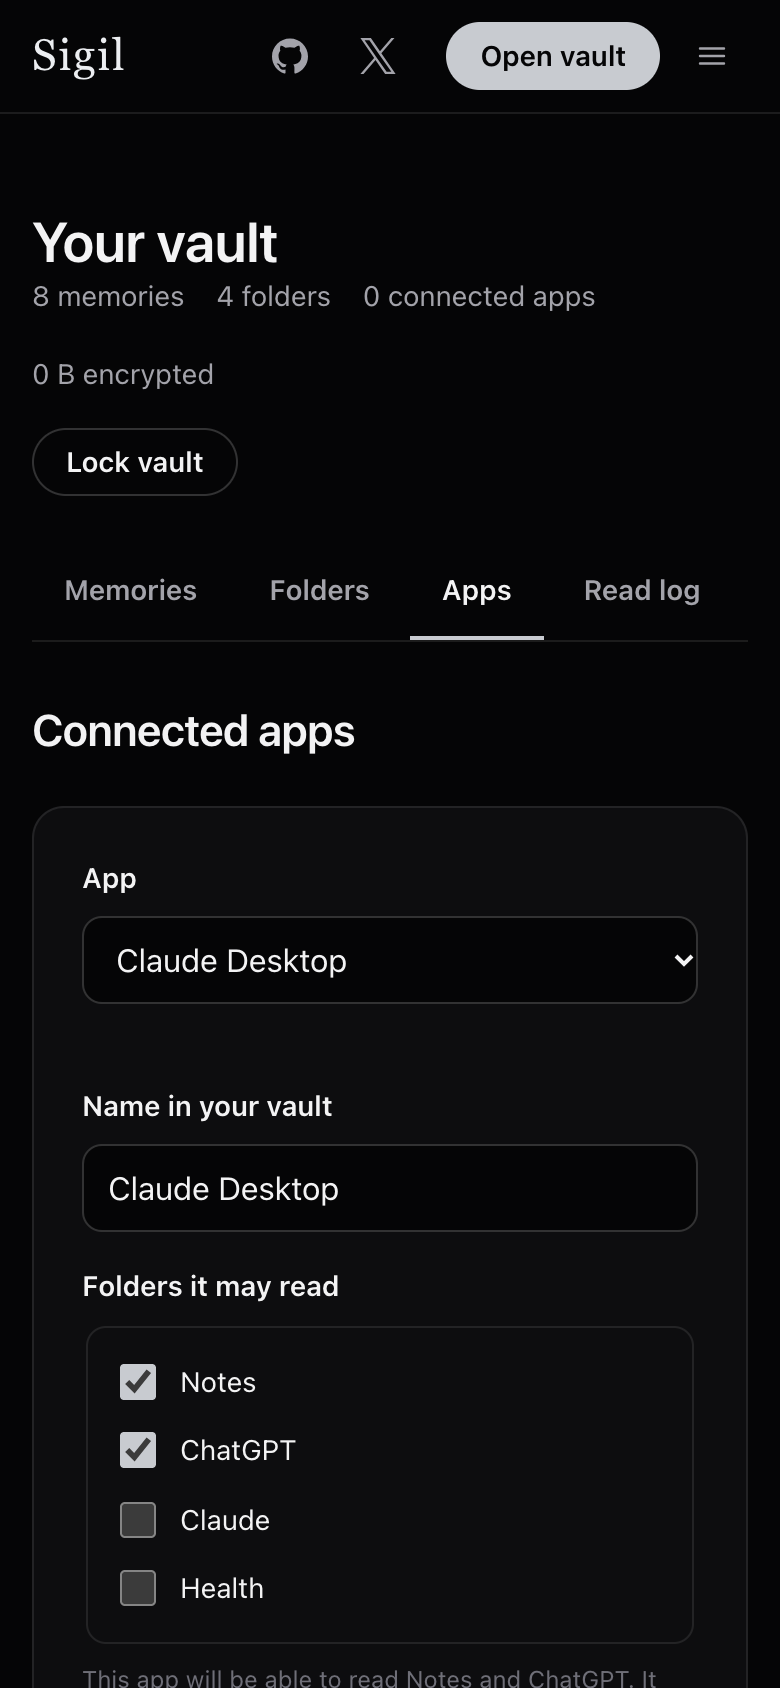 Sigil
Open vault
Your vault
8 memories 4 folders 0 connected apps
0 B encrypted
Lock vault
Memories Folders Apps Read log
Connected apps
App
Claude Desktop
Name in your vault
Claude Desktop
Folders it may read
Notes
ChatGPT
Claude
Health
This app will be able to read Notes and ChatGPT. It